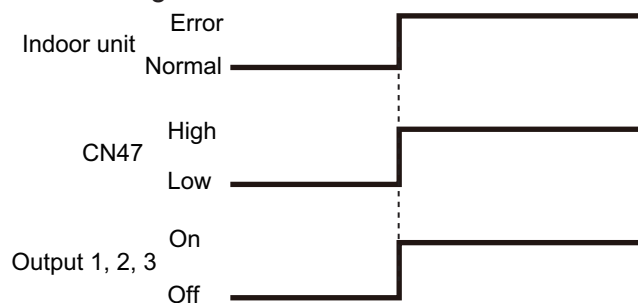 Error
Indoor unit
Normal
High
CN47
Low
On
Output 1, 2, 3
Off